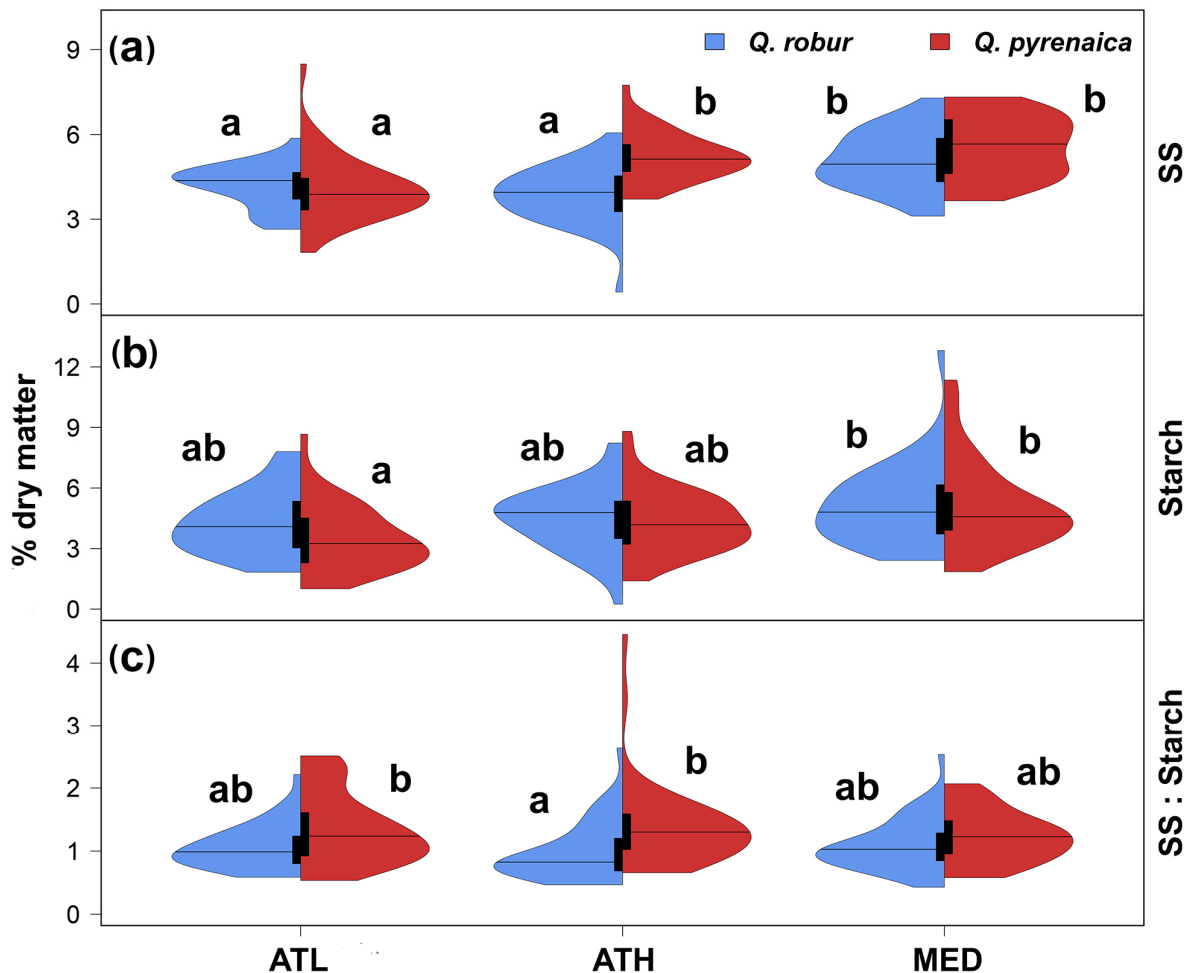 (a)
Q. robur
Q. pyrenaica
9
6
3
0
a
a
a
b
b
b
SS
(b)
12
9
6
3
0
ab
a
ab
ab
b
b
Starch
% dry matter
(c)
4
3
2
1
0
ab
b
a
b
ab
ab
SS : Starch
ATL
ATH
MED